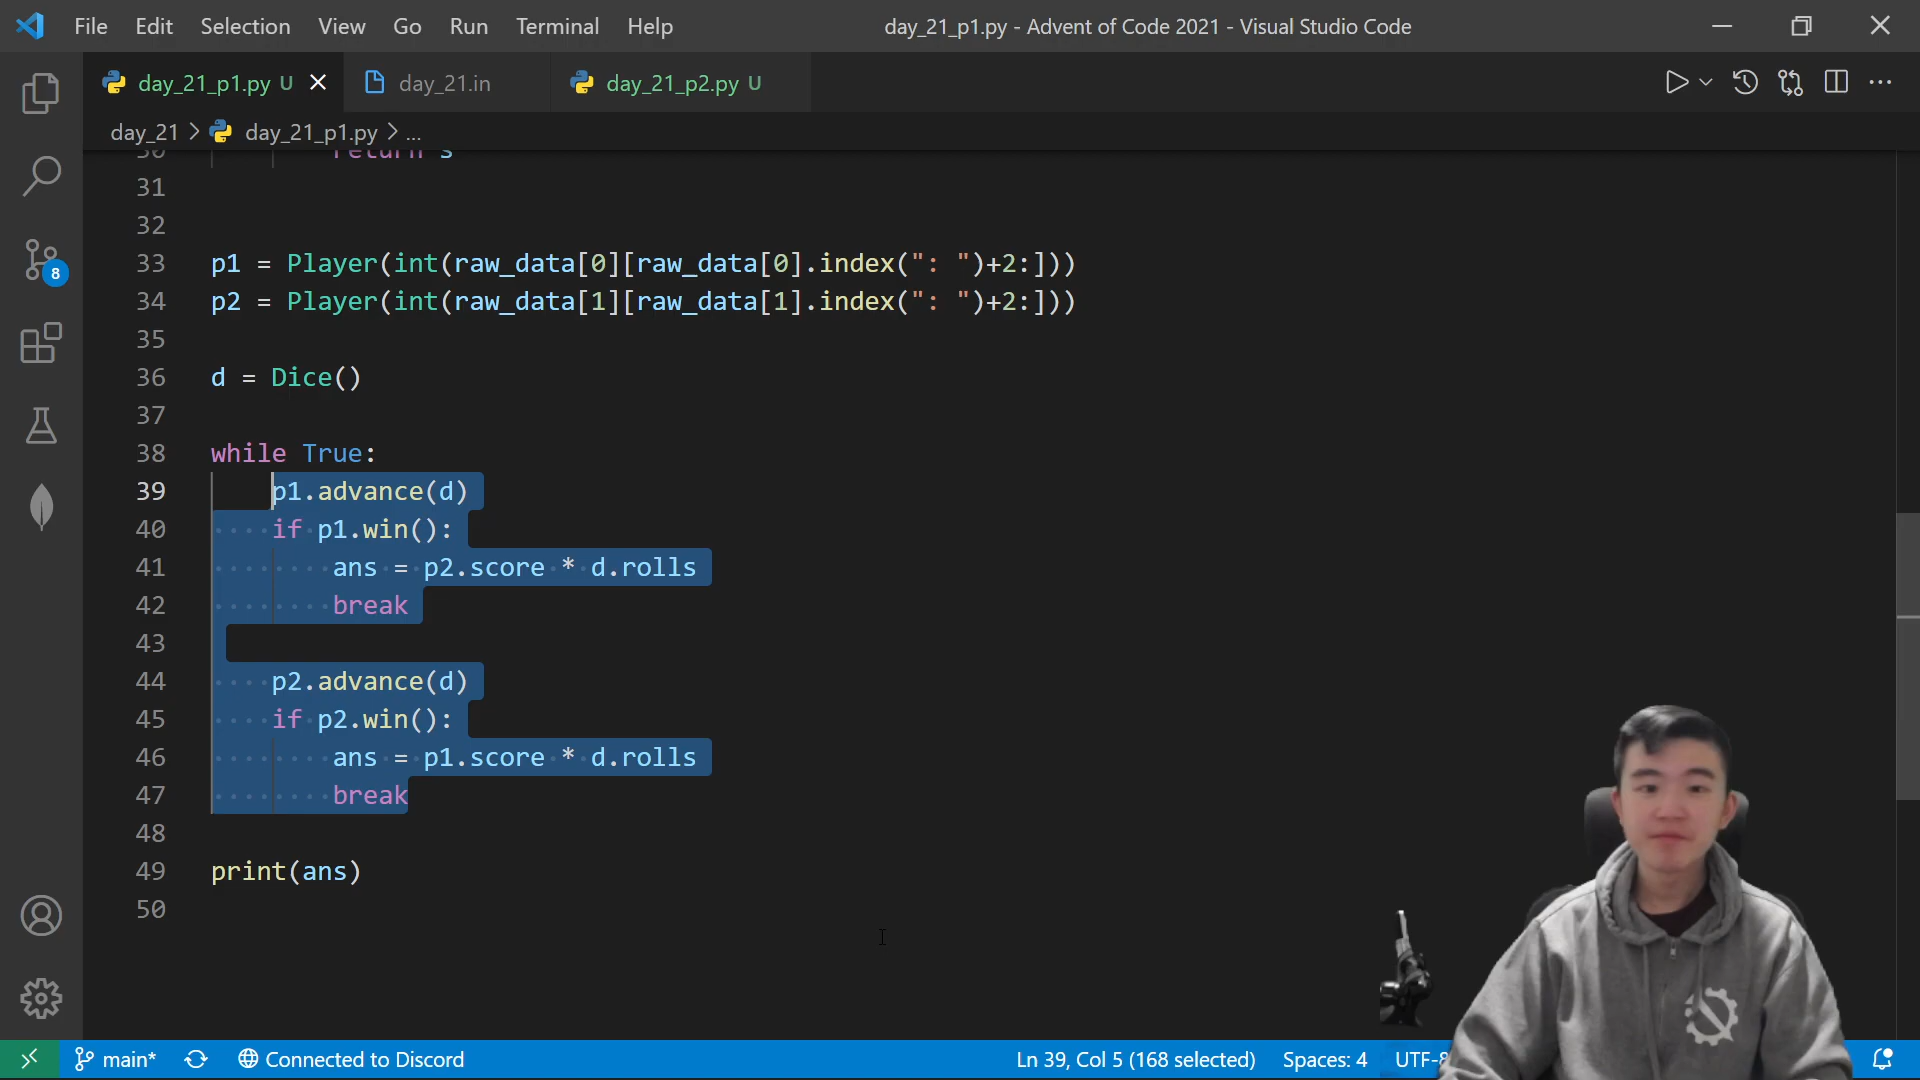 File Edit Selection View Go Run Terminal Help day_21_p1.py - Advent of Code 2021 - Visual Studio Code
day_21_p1.py U day_21.in day_21_p2.py U
day_21 > day_21_p1.py > ...
30 return s
31
32
33 p1 = Player(int(raw_data[0][raw_data[0].index(": ")+2:]))
34 p2 = Player(int(raw_data[1][raw_data[1].index(": ")+2:]))
35
36 d = Dice()
37
38 while True:
39 p1.advance(d)
40 if p1.win():
41 ans = p2.score * d.rolls
42 break
43
44 p2.advance(d)
45 if p2.win():
46 ans = p1.score * d.rolls
47 break
48
49 print(ans)
50
8
main* Connected to Discord Ln 39, Col 5 (168 selected) Spaces: 4 UTF-8